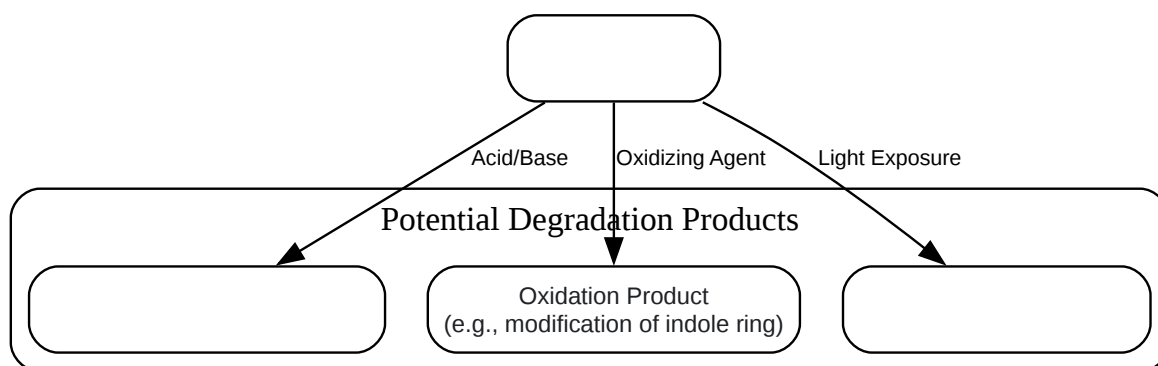 Acid/Base
Oxidizing Agent
Light Exposure
Potential Degradation Products
Oxidation Product
(e.g., modification of indole ring)